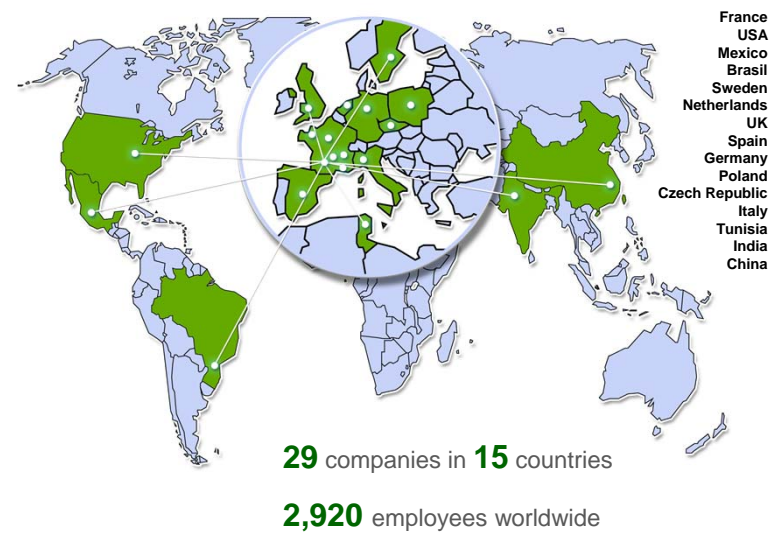 France
USA
Mexico
Brasil
Sweden
Netherlands
UK
Spain
Germany
Poland
Czech Republic
Italy
Tunisia
India
China
29 companies in 15 countries
2,920 employees worldwide